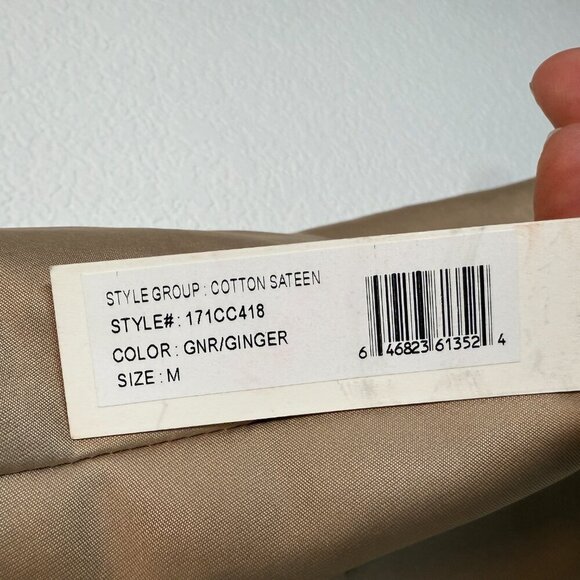 STYLE GROUP : COTTON SATEEN
STYLE#: 171CC418
COLOR : GNR/GINGER
SIZE : M
6 46823 61352 4